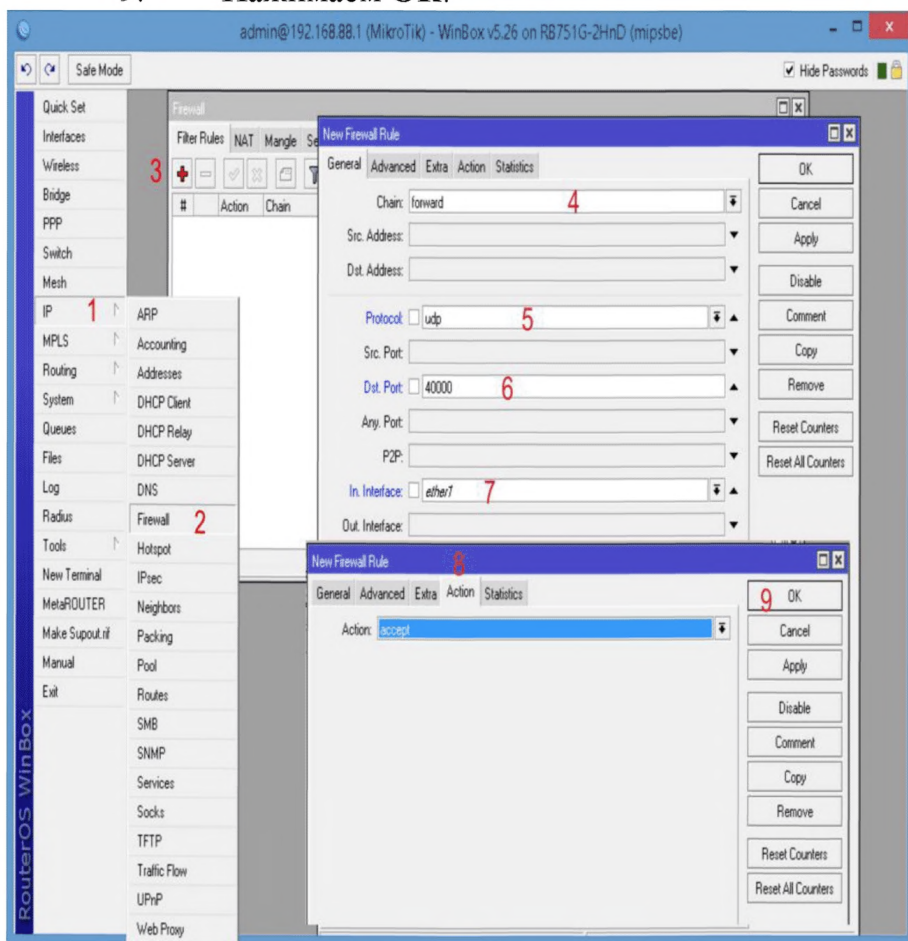 Нажимаем ОК.
admin@192.168.88.1 (MikroTik) - WinBox v5.26 on RB751G-2HnD (mipsbe)
Safe Mode
Hide Passwords
Quick Set
Interfaces
Wireless
Bridge
PPP
Switch
Mesh
IP 1
MPLS
Routing
System
Queues
Files
Log
Radius
Tools
New Terminal
MetaROUTER
Make Supout.rif
Manual
Exit
RouterOS WinBox
ARP
Accounting
Addresses
DHCP Client
DHCP Relay
DHCP Server
DNS
Firewall 2
Hotspot
IPsec
Neighbors
Packing
Pool
Routes
SMB
SNMP
Services
Socks
TFTP
Traffic Flow
UPnP
Web Proxy
Firewall
Filter Rules NAT Mangle Se
3
# Action Chain
New Firewall Rule
General Advanced Extra Action Statistics
Chain: forward 4
Src. Address:
Dst. Address:
Protocol: udp 5
Src. Port:
Dst. Port: 40000 6
Any. Port:
P2P:
In. Interface: ether1 7
Out. Interface:
OK
Cancel
Apply
Disable
Comment
Copy
Remove
Reset Counters
Reset All Counters
New Firewall Rule
8
General Advanced Extra Action Statistics
Action: accept
9 OK
Cancel
Apply
Disable
Comment
Copy
Remove
Reset Counters
Reset All Counters